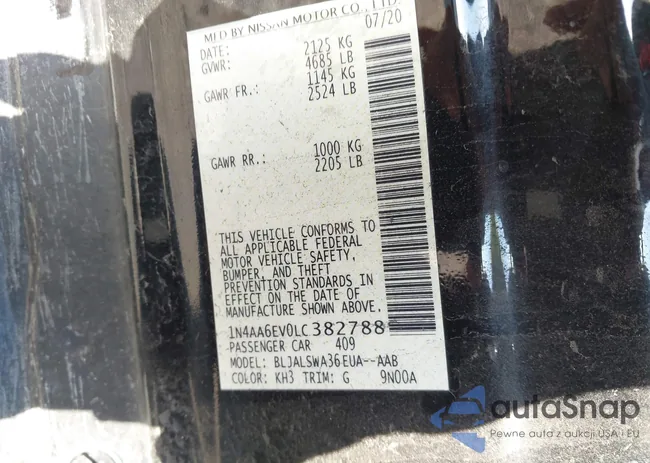 MFD BY NISSAN MOTOR CO., LTD.
DATE: 07/20
GVWR: 2125 KG
4685 LB
GAWR FR.: 1145 KG
2524 LB
GAWR RR.: 1000 KG
2205 LB
THIS VEHICLE CONFORMS TO
ALL APPLICABLE FEDERAL
MOTOR VEHICLE SAFETY,
BUMPER, AND THEFT
PREVENTION STANDARDS IN
EFFECT ON THE DATE OF
MANUFACTURE SHOWN ABOVE.
1N4AA6EV0LC382788
PASSENGER CAR 409
MODEL: BLJALSWA36EUA--AAB
COLOR: KH3 TRIM: G 9N00A
autaSnap
Pewne auta z aukcji USA i EU